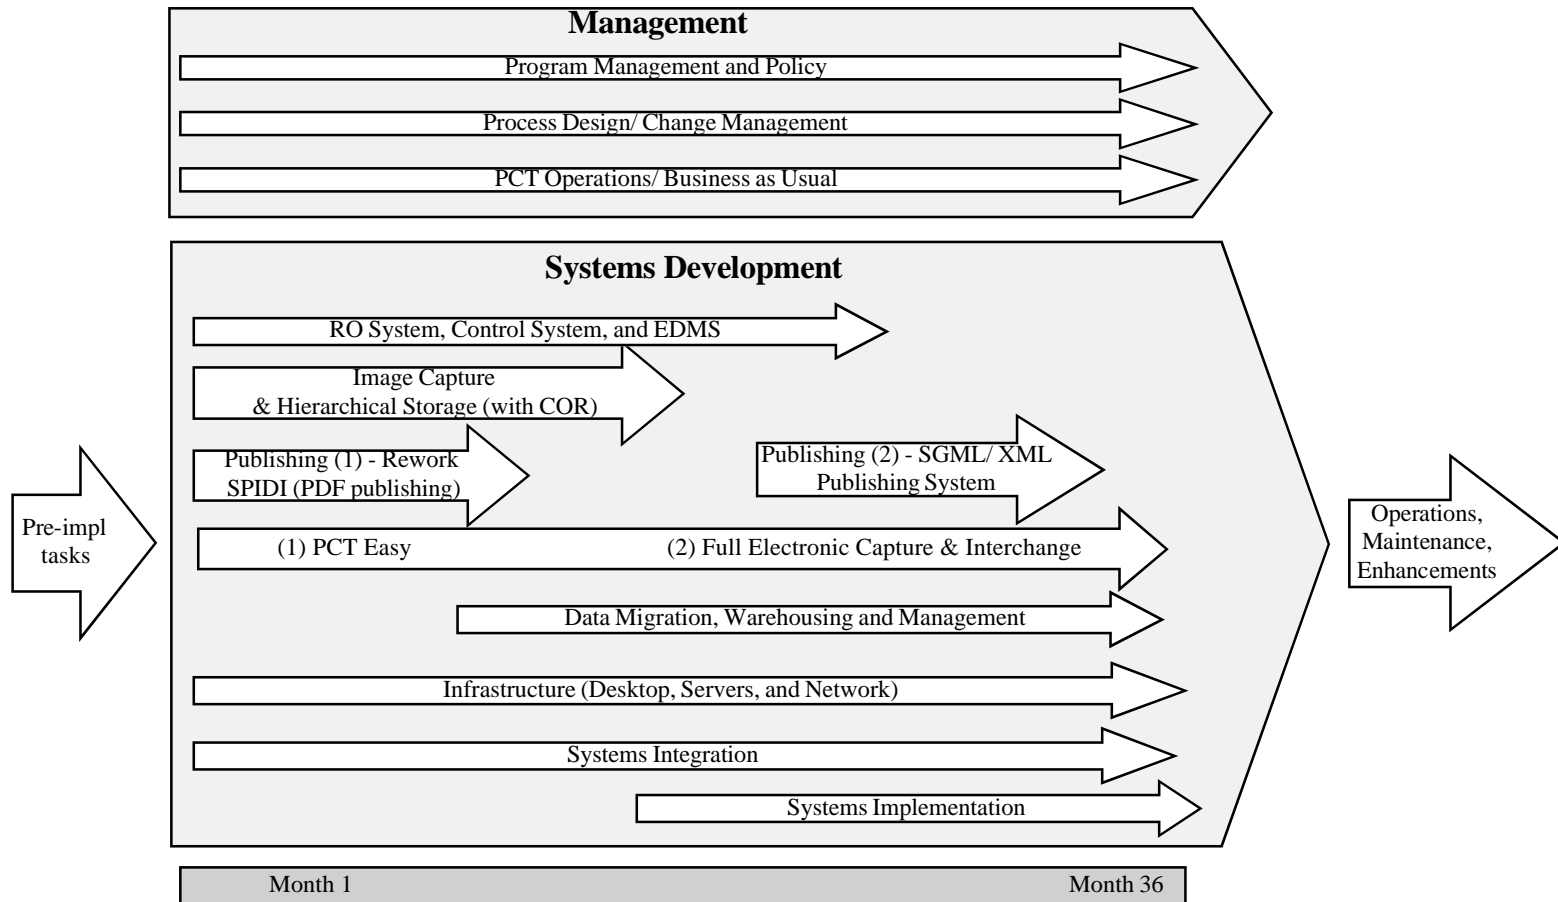 Management
Program Management and Policy
Process Design/ Change Management
PCT Operations/ Business as Usual
Systems Development
RO System, Control System, and EDMS
Image Capture
& Hierarchical Storage (with COR)
Publishing (1) - Rework
SPIDI (PDF publishing)
Publishing (2) - SGML/ XML
Publishing System
Pre-impl
tasks
(1) PCT Easy
(2) Full Electronic Capture & Interchange
Operations,
Maintenance,
Enhancements
Data Migration, Warehousing and Management
Infrastructure (Desktop, Servers, and Network)
Systems Integration
Systems Implementation
Month 1
Month 36